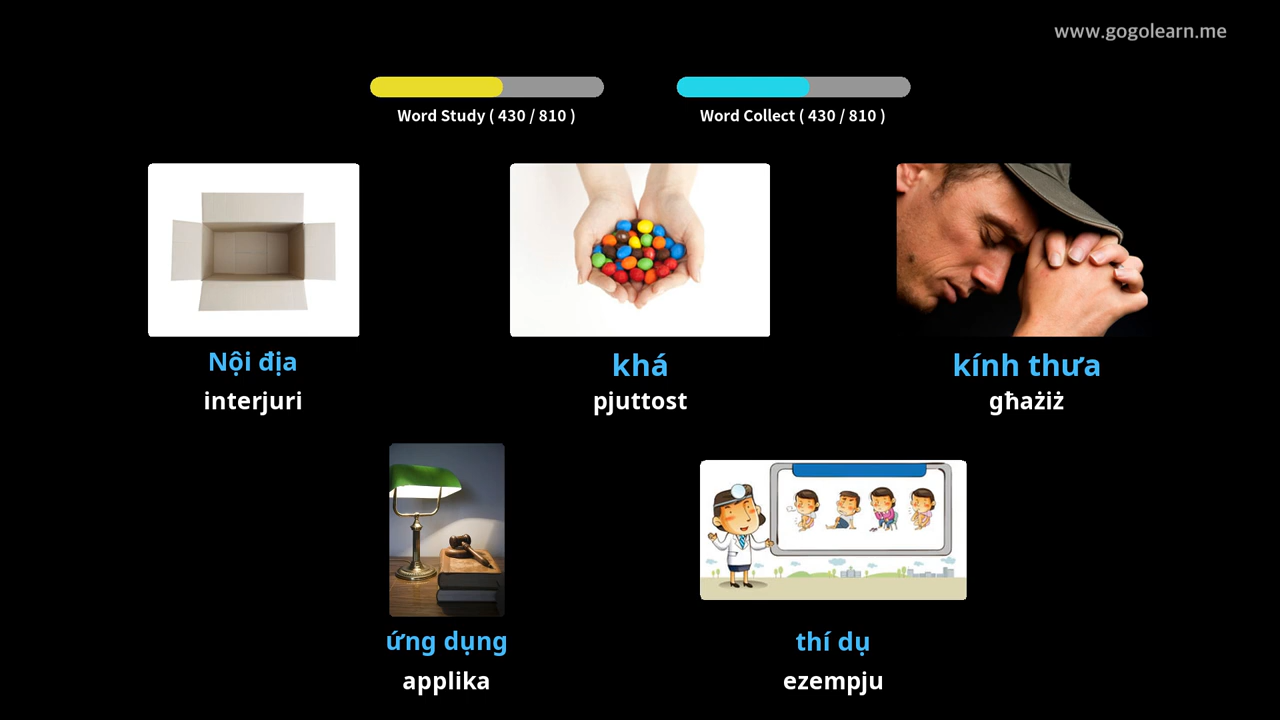 www.gogolearn.me
Word Study ( 430 / 810 )
Word Collect ( 430 / 810 )
Nội địa
interjuri
khá
pjuttost
kính thưa
għażiż
ứng dụng
applika
thí dụ
ezempju